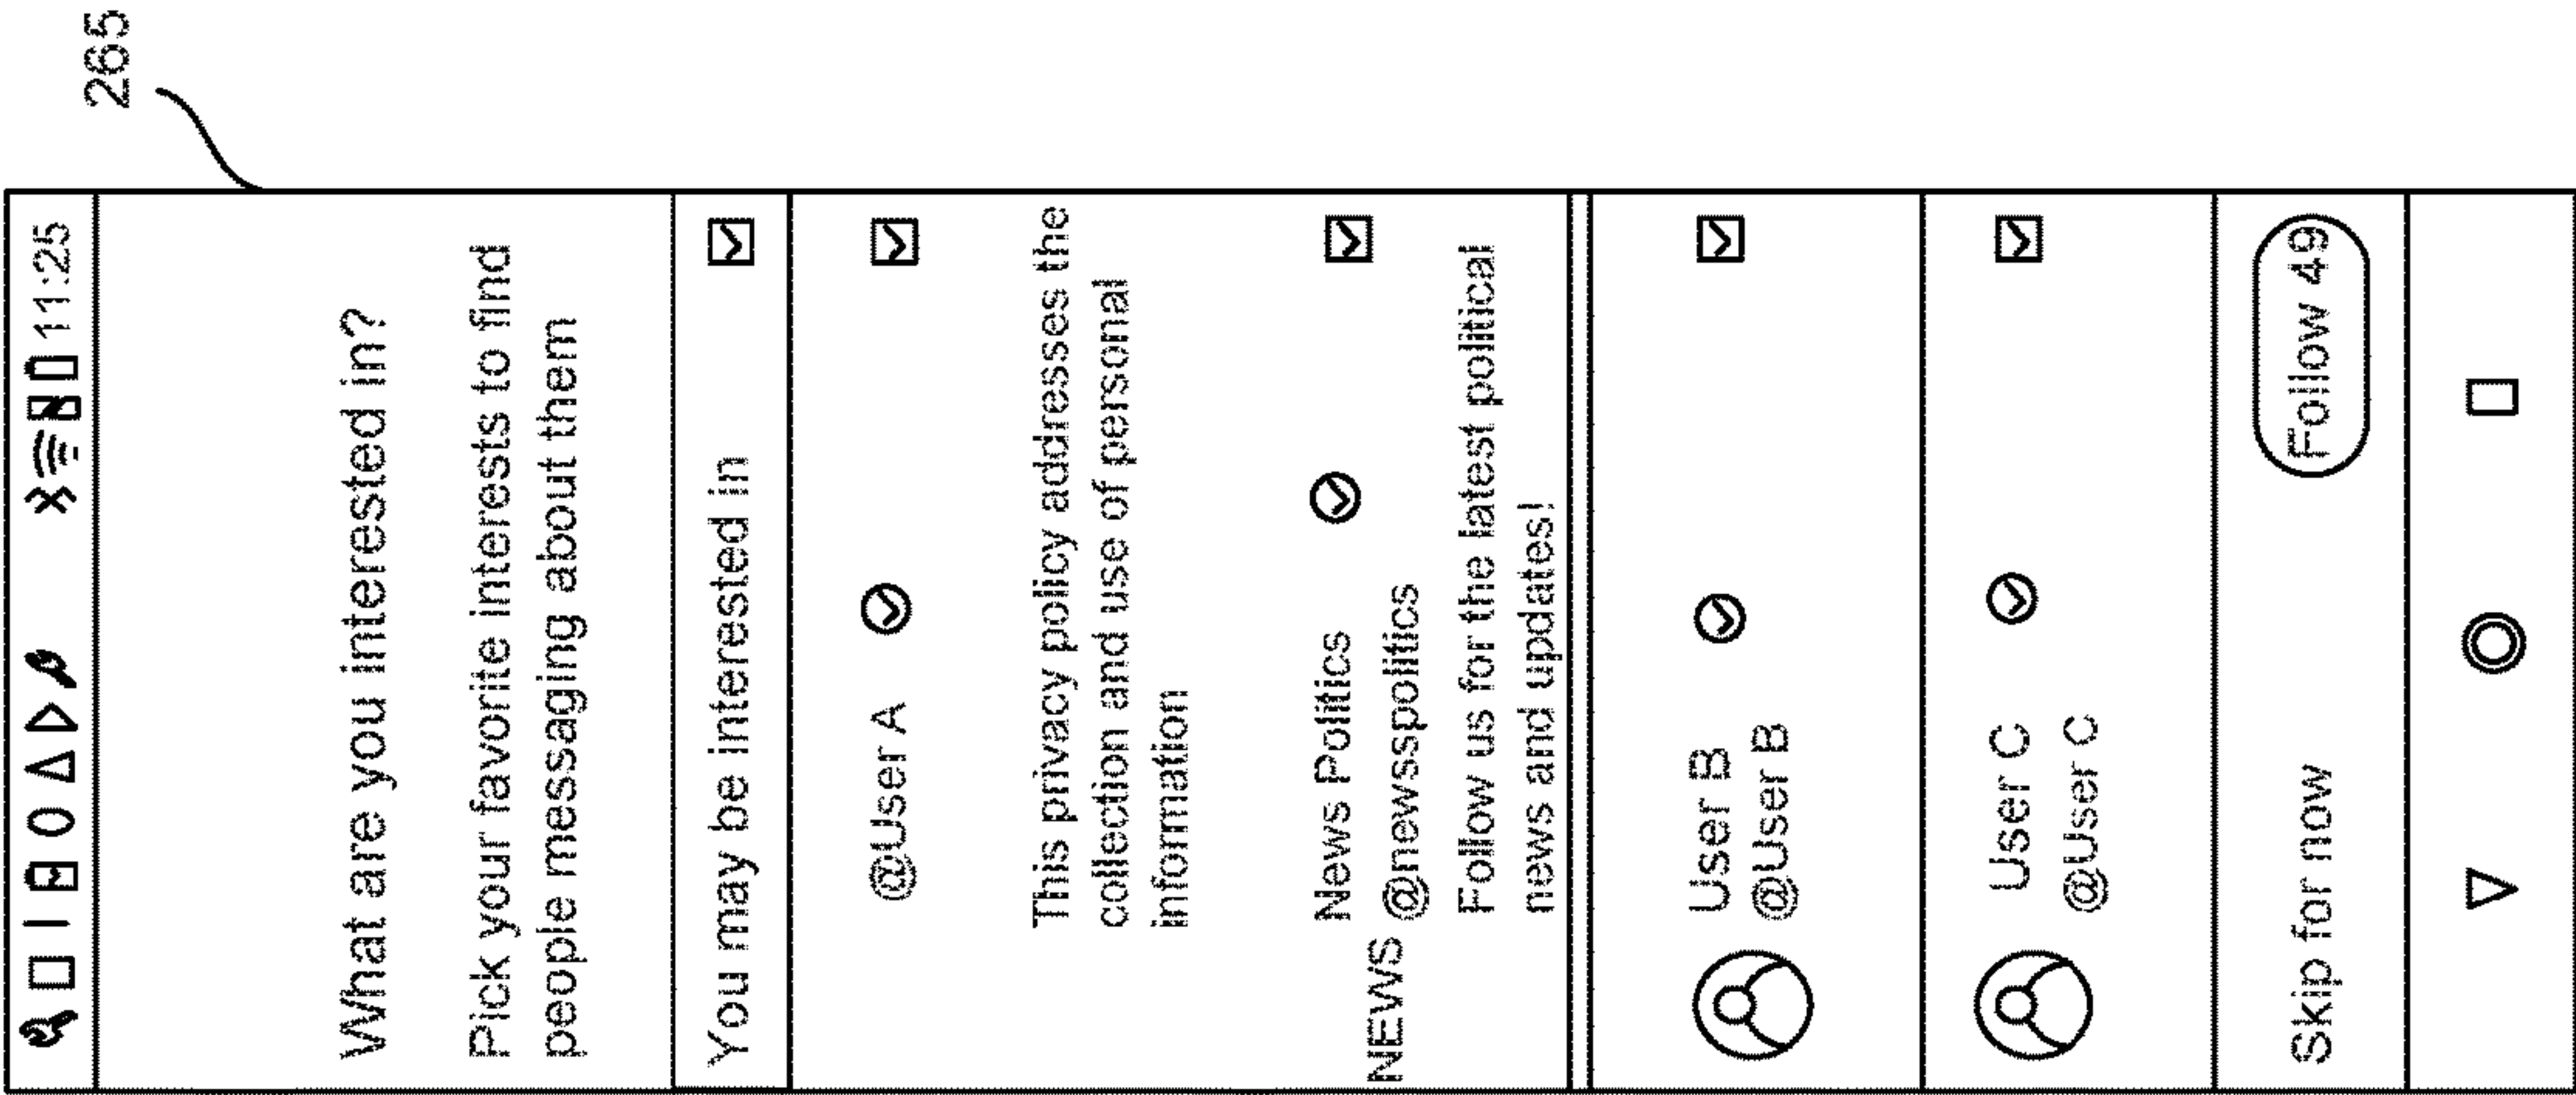 265
11:25
What are you interested in?
Pick your favorite interests to find
people messaging about them
You may be interested in
@User A
This privacy policy addresses the
collection and use of personal
information
News Politics
NEWS @newsspolitics
Follow us for the latest political
news and updates!
User B
@User B
User C
@User C
Skip for now Follow 49